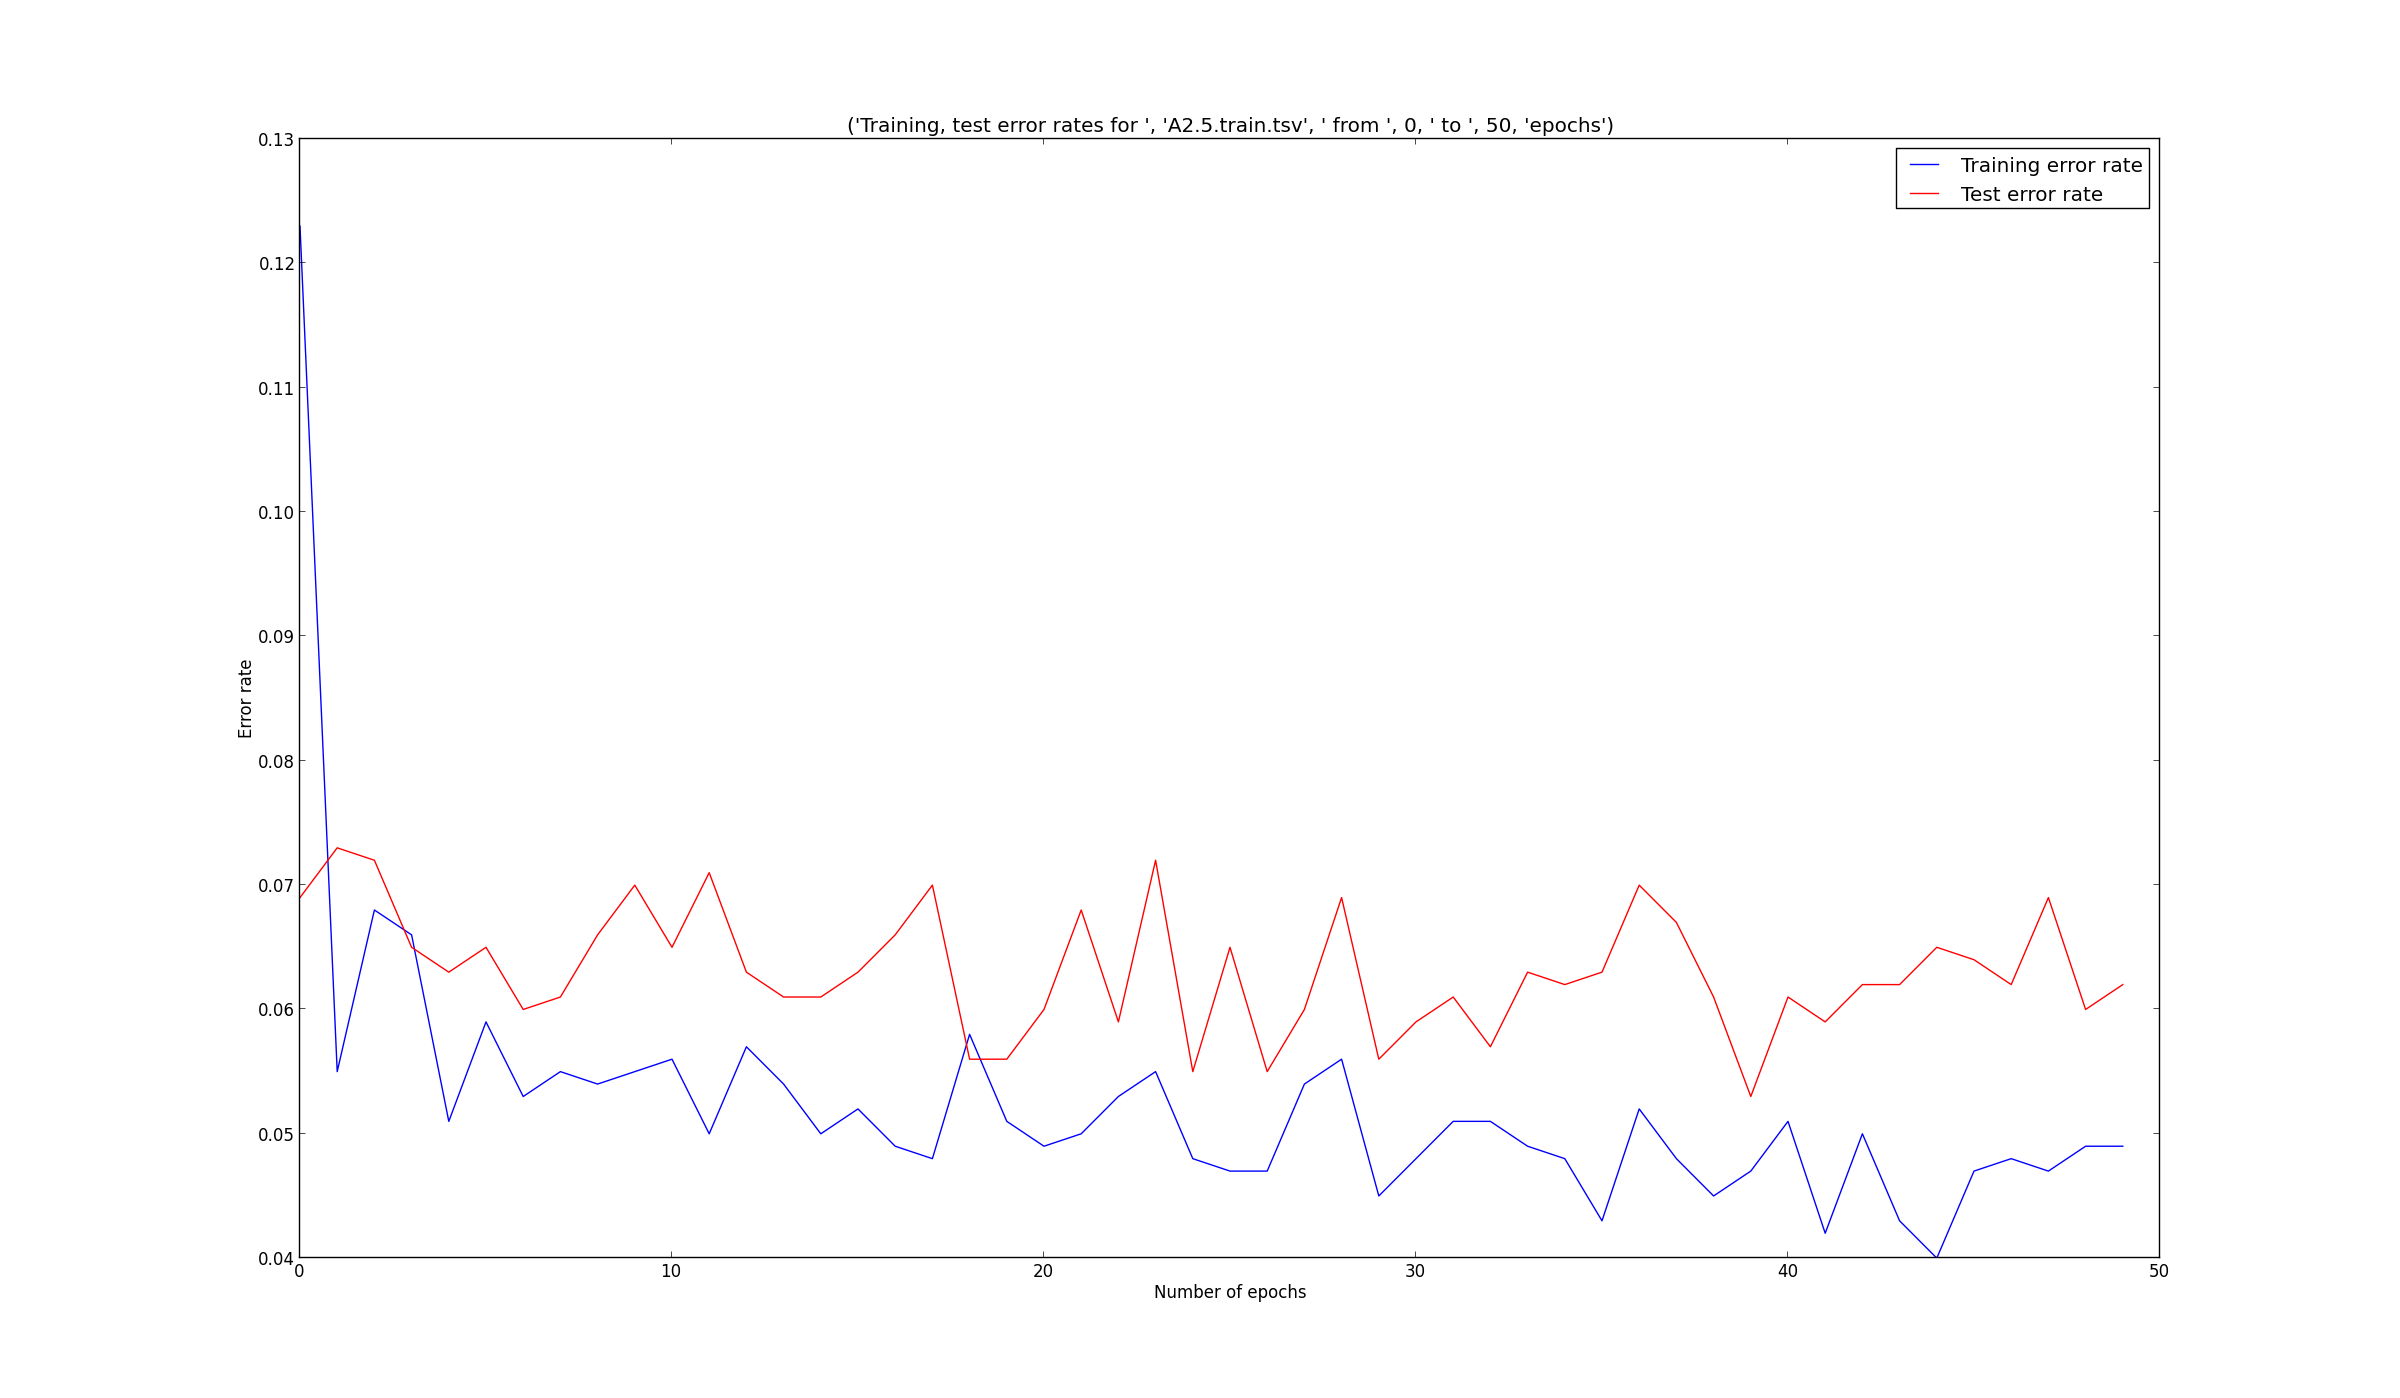 ('Training, test error rates for ', 'A2.5.train.tsv', ' from ', 0, ' to ', 50, 'epochs')
Training error rate
Test error rate
0.13
0.12
0.11
0.10
0.09
0.08
0.07
0.06
0.05
0.04
Error rate
0 10 20 30 40 50
Number of epochs